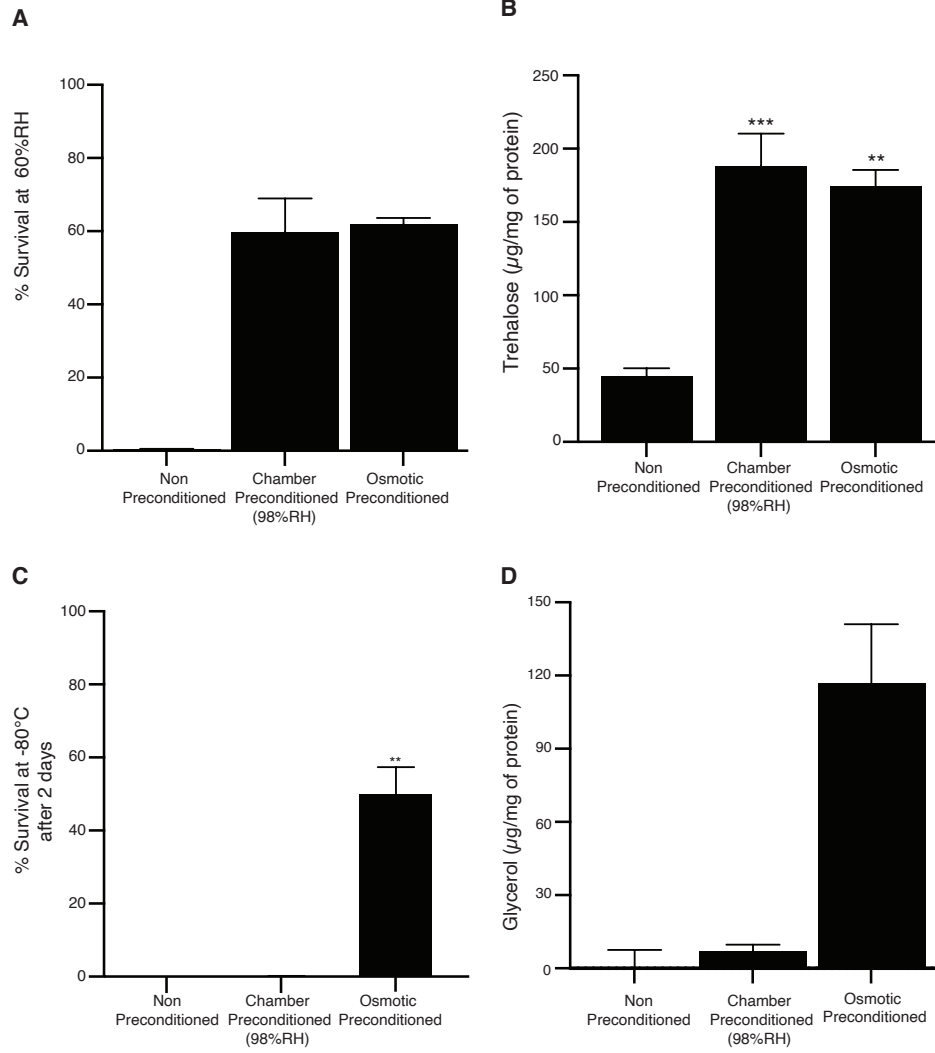 A
% Survival at 60%RH
100
80
60
40
20
0
Non
Preconditioned
Chamber
Preconditioned
(98%RH)
Osmotic
Preconditioned
B
Trehalose (µg/mg of protein)
250
200
150
100
50
0
***
**
Non
Preconditioned
Chamber
Preconditioned
(98%RH)
Osmotic
Preconditioned
C
% Survival at -80°C
after 2 days
100
80
60
40
20
0
**
Non
Preconditioned
Chamber
Preconditioned
(98%RH)
Osmotic
Preconditioned
D
Glycerol (µg/mg of protein)
150
120
90
60
30
0
Non
Preconditioned
Chamber
Preconditioned
(98%RH)
Osmotic
Preconditioned